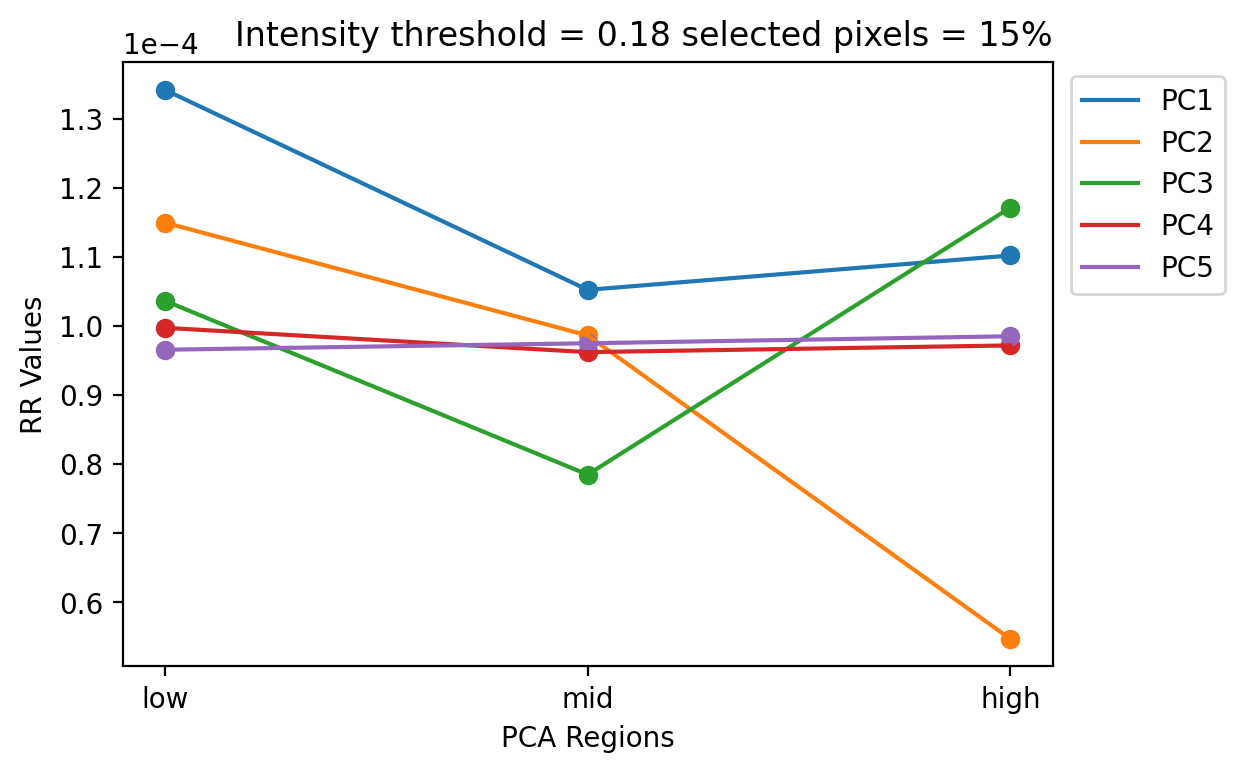 Intensity threshold = 0.18 selected pixels = 15%
1e−4
1.3
1.2
1.1
1.0
0.9
0.8
0.7
0.6
RR Values
low
mid
high
PCA Regions
PC1
PC2
PC3
PC4
PC5